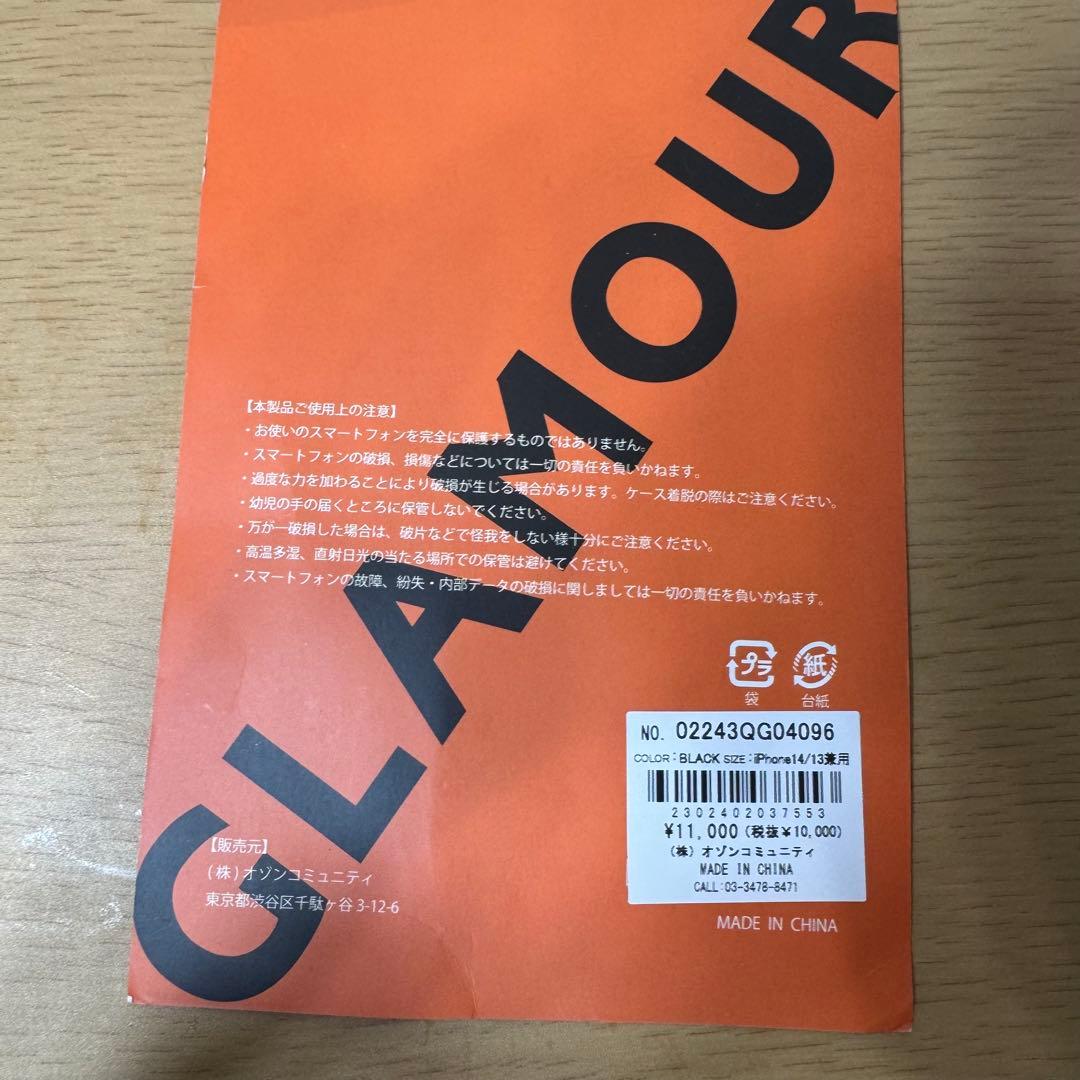 GLAMOUR
【本製品ご使用上の注意】
・お使いのスマートフォンを完全に保護するものではありません。
・スマートフォンの破損、損傷などについては一切の責任を負いかねます。
・過度な力を加わることにより破損が生じる場合があります。ケース着脱の際はご注意ください。
・幼児の手の届くところに保管しないでください。
・万が一破損した場合は、破片などで怪我をしない様十分にご注意ください。
・高温多湿、直射日光の当たる場所での保管は避けてください。
・スマートフォンの故障、紛失・内部データの破損に関しましては一切の責任を負いかねます。
プラ 紙
袋 台紙
NO. 02243QG04096
COLOR：BLACK SIZE：iPhone14/13兼用
2302402037553
¥11,000（税抜¥10,000）
（株）オゾンコミュニティ
MADE IN CHINA
CALL：03-3478-8471
MADE IN CHINA
【販売元】
（株）オゾンコミュニティ
東京都渋谷区千駄ヶ谷 3-12-6